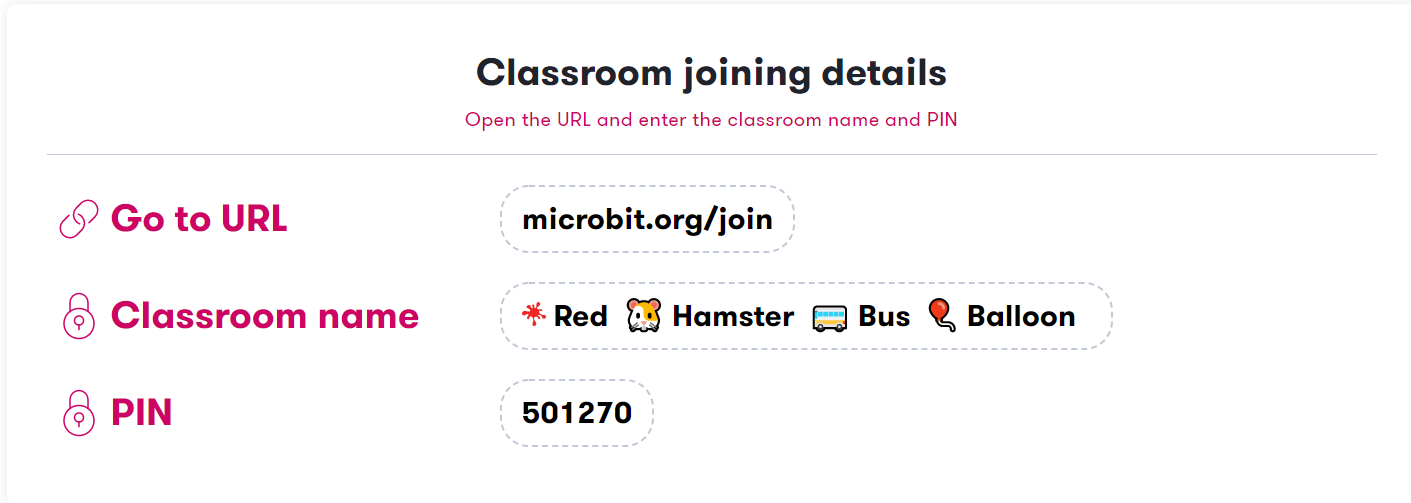 Classroom joining details
Open the URL and enter the classroom name and PIN
Go to URL microbit.org/join
Classroom name Red Hamster Bus Balloon
PIN 501270